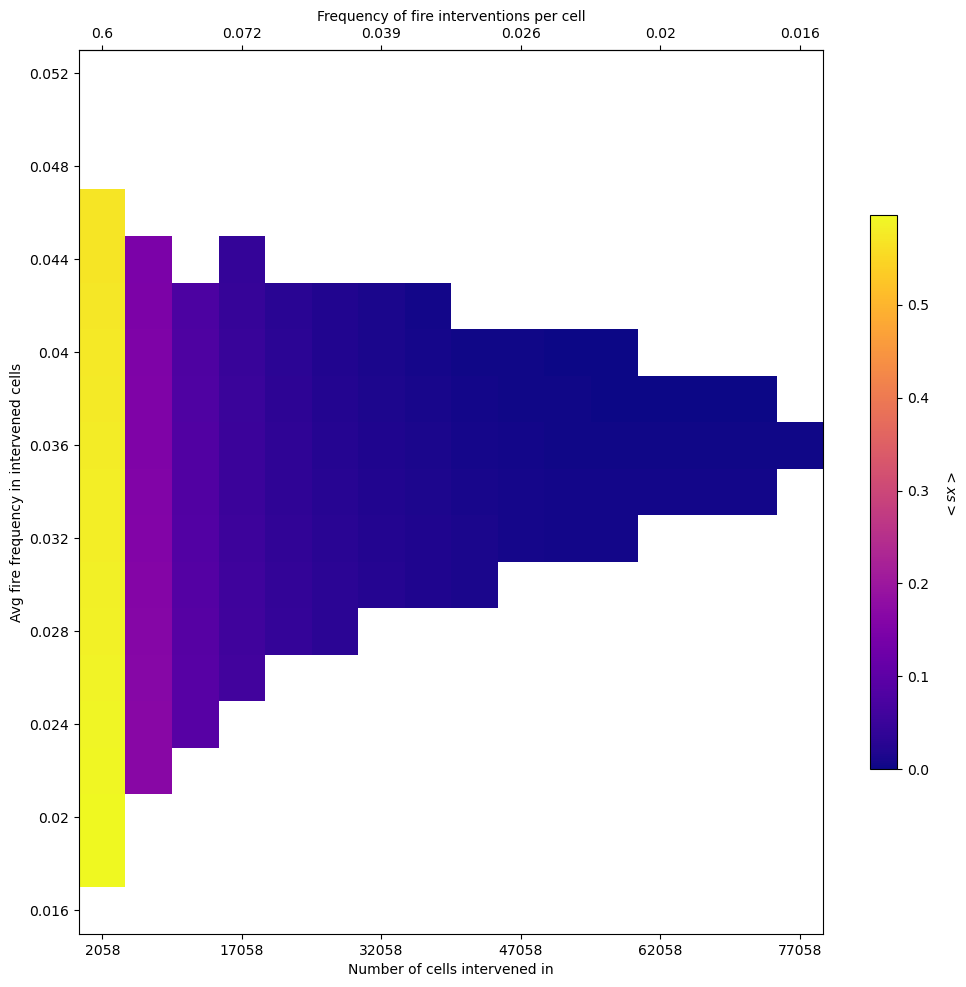 Frequency of fire interventions per cell
0.6 0.072 0.039 0.026 0.02 0.016
0.052
0.048
0.044
0.04
0.036
0.032
0.028
0.024
0.02
0.016
Avg fire frequency in intervened cells
2058 17058 32058 47058 62058 77058
Number of cells intervened in
0.5
0.4
0.3
0.2
0.1
0.0
< sx >